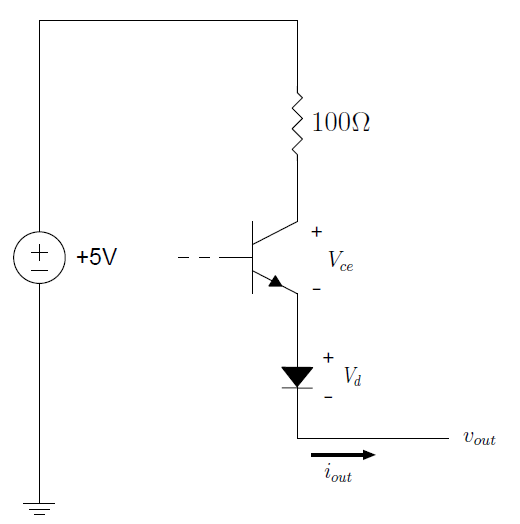 100Ω
+
V_ce
-
+
−
+5V
+
V_d
-
v_out
i_out